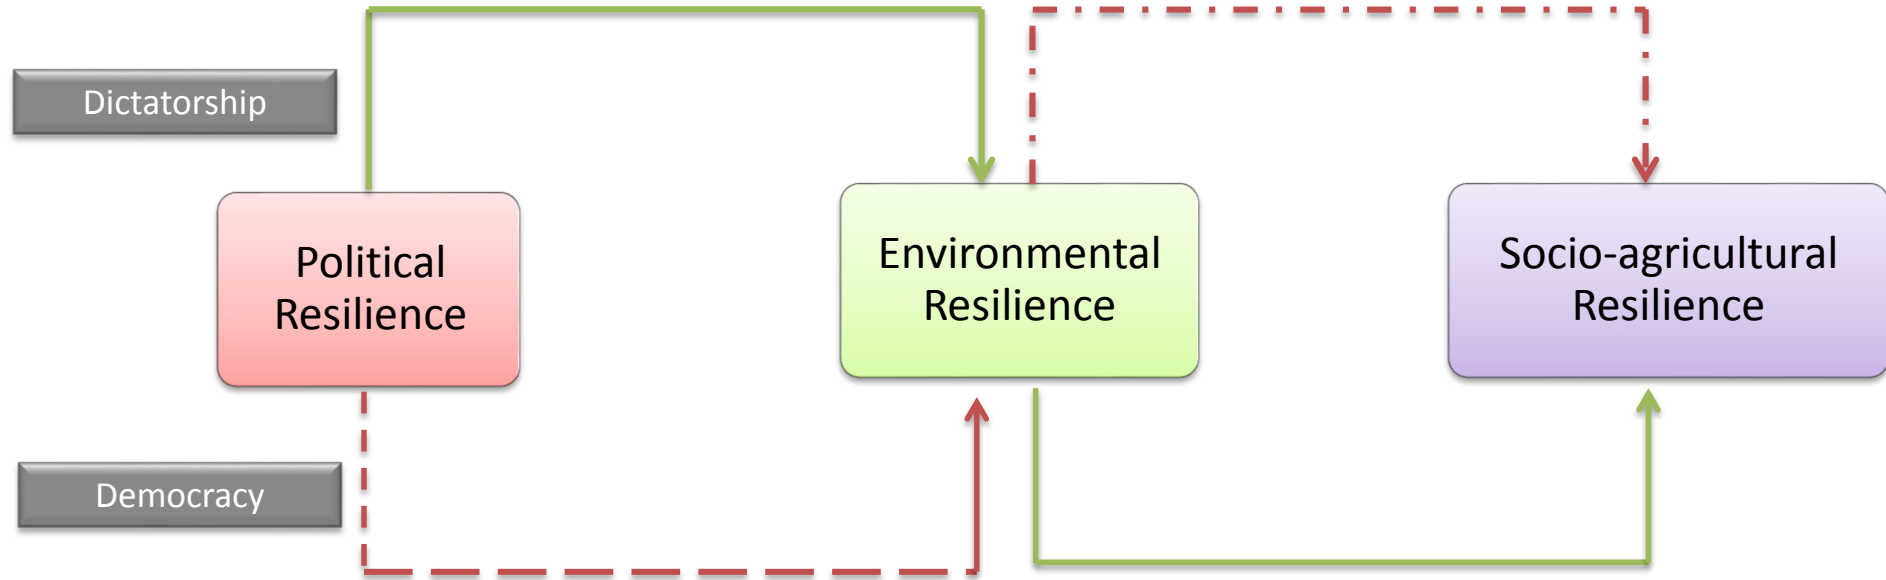 Dictatorship
Political
Resilience
Environmental
Resilience
Socio-agricultural
Resilience
Democracy